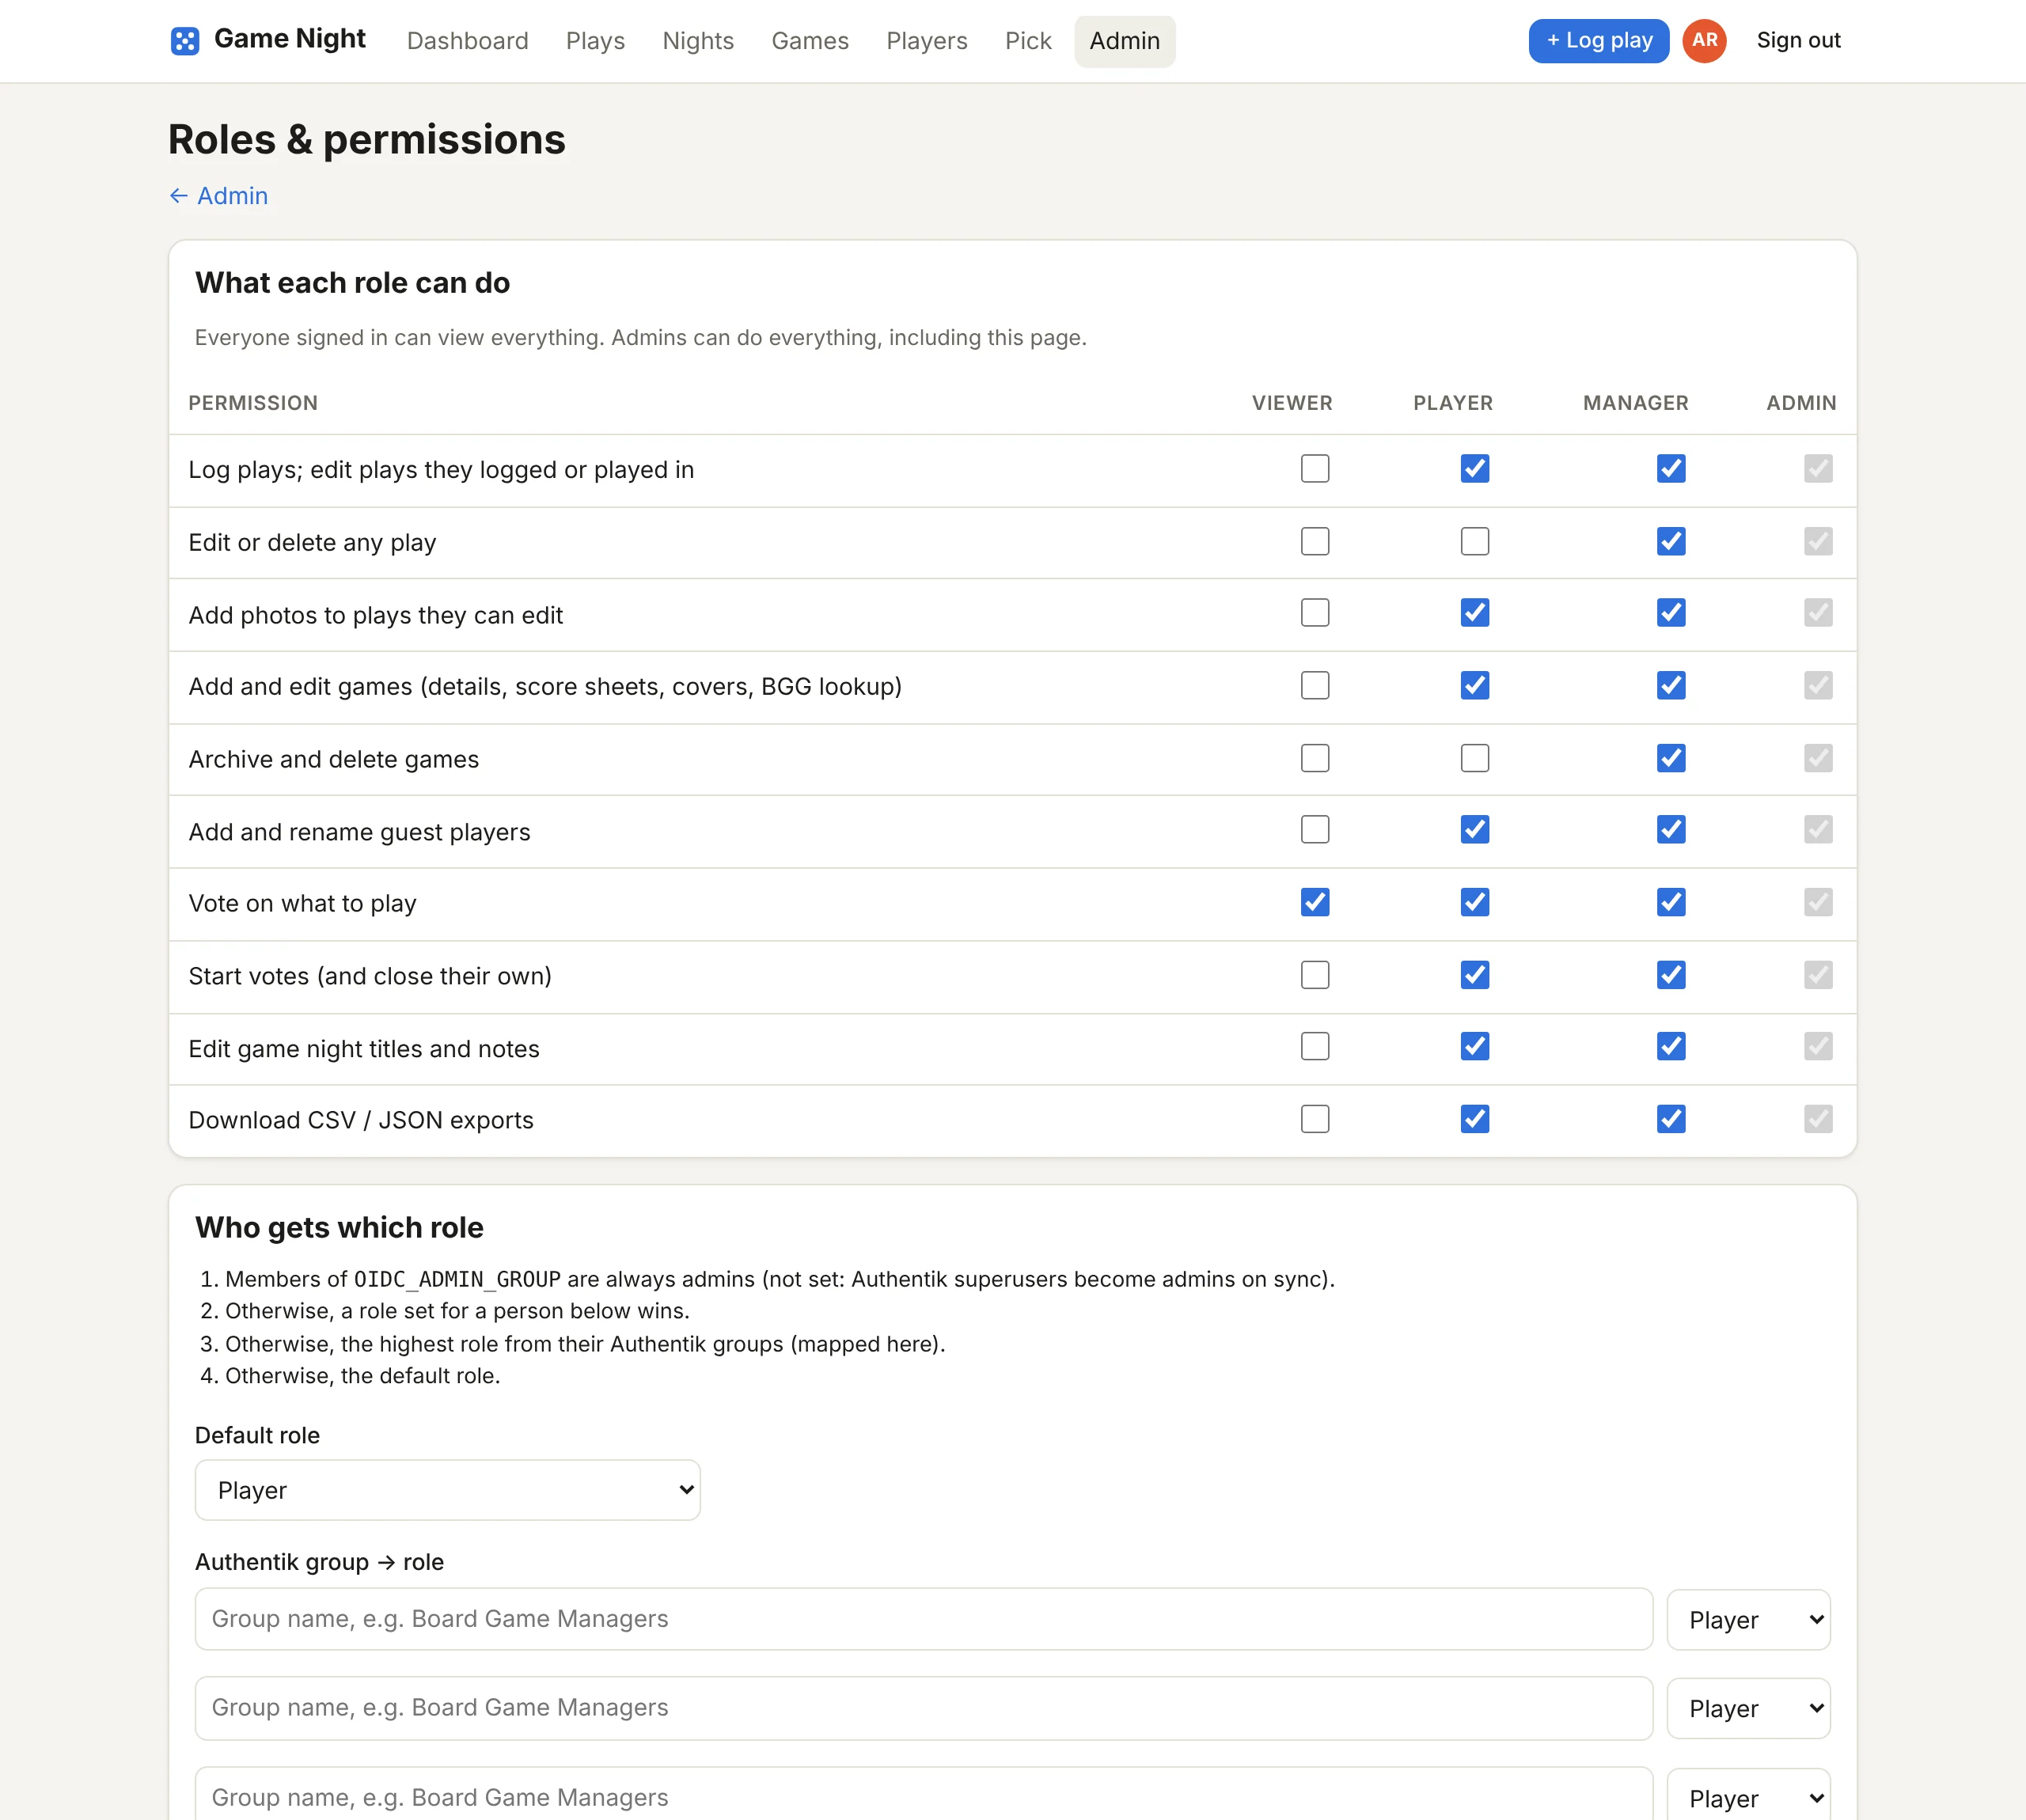 Game Night Dashboard Plays Nights Games Players Pick Admin + Log play AR Sign out
Roles & permissions
← Admin
What each role can do
Everyone signed in can view everything. Admins can do everything, including this page.
PERMISSION VIEWER PLAYER MANAGER ADMIN
Log plays; edit plays they logged or played in
Edit or delete any play
Add photos to plays they can edit
Add and edit games (details, score sheets, covers, BGG lookup)
Archive and delete games
Add and rename guest players
Vote on what to play
Start votes (and close their own)
Edit game night titles and notes
Download CSV / JSON exports
Who gets which role
1. Members of OIDC_ADMIN_GROUP are always admins (not set: Authentik superusers become admins on sync).
2. Otherwise, a role set for a person below wins.
3. Otherwise, the highest role from their Authentik groups (mapped here).
4. Otherwise, the default role.
Default role
Player
Authentik group → role
Group name, e.g. Board Game Managers Player
Group name, e.g. Board Game Managers Player
Group name, e.g. Board Game Managers Player